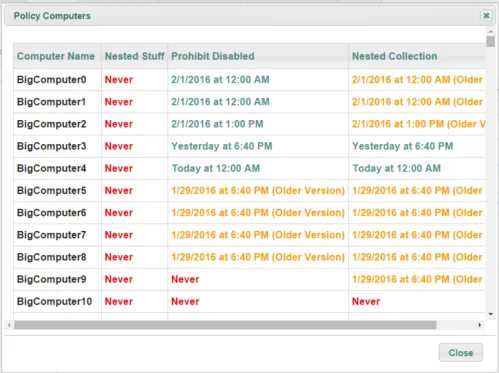 Policy Computers
Computer Name Nested Stuff Prohibit Disabled Nested Collection
BigComputer0 Never 2/1/2016 at 12:00 AM 2/1/2016 at 12:00 AM (Older
BigComputer1 Never 2/1/2016 at 12:00 AM 2/1/2016 at 12:00 AM (Older
BigComputer2 Never 2/1/2016 at 1:00 PM 2/1/2016 at 1:00 PM (Older V
BigComputer3 Never Yesterday at 6:40 PM Yesterday at 6:40 PM
BigComputer4 Never Today at 12:00 AM Today at 12:00 AM
BigComputer5 Never 1/29/2016 at 6:40 PM (Older Version) 1/29/2016 at 6:40 PM (Older
BigComputer6 Never 1/29/2016 at 6:40 PM (Older Version) 1/29/2016 at 6:40 PM (Older
BigComputer7 Never 1/29/2016 at 6:40 PM (Older Version) 1/29/2016 at 6:40 PM (Older
BigComputer8 Never 1/29/2016 at 6:40 PM (Older Version) 1/29/2016 at 6:40 PM (Older
BigComputer9 Never Never 1/29/2016 at 6:40 PM (Older
BigComputer10 Never Never Never
Close